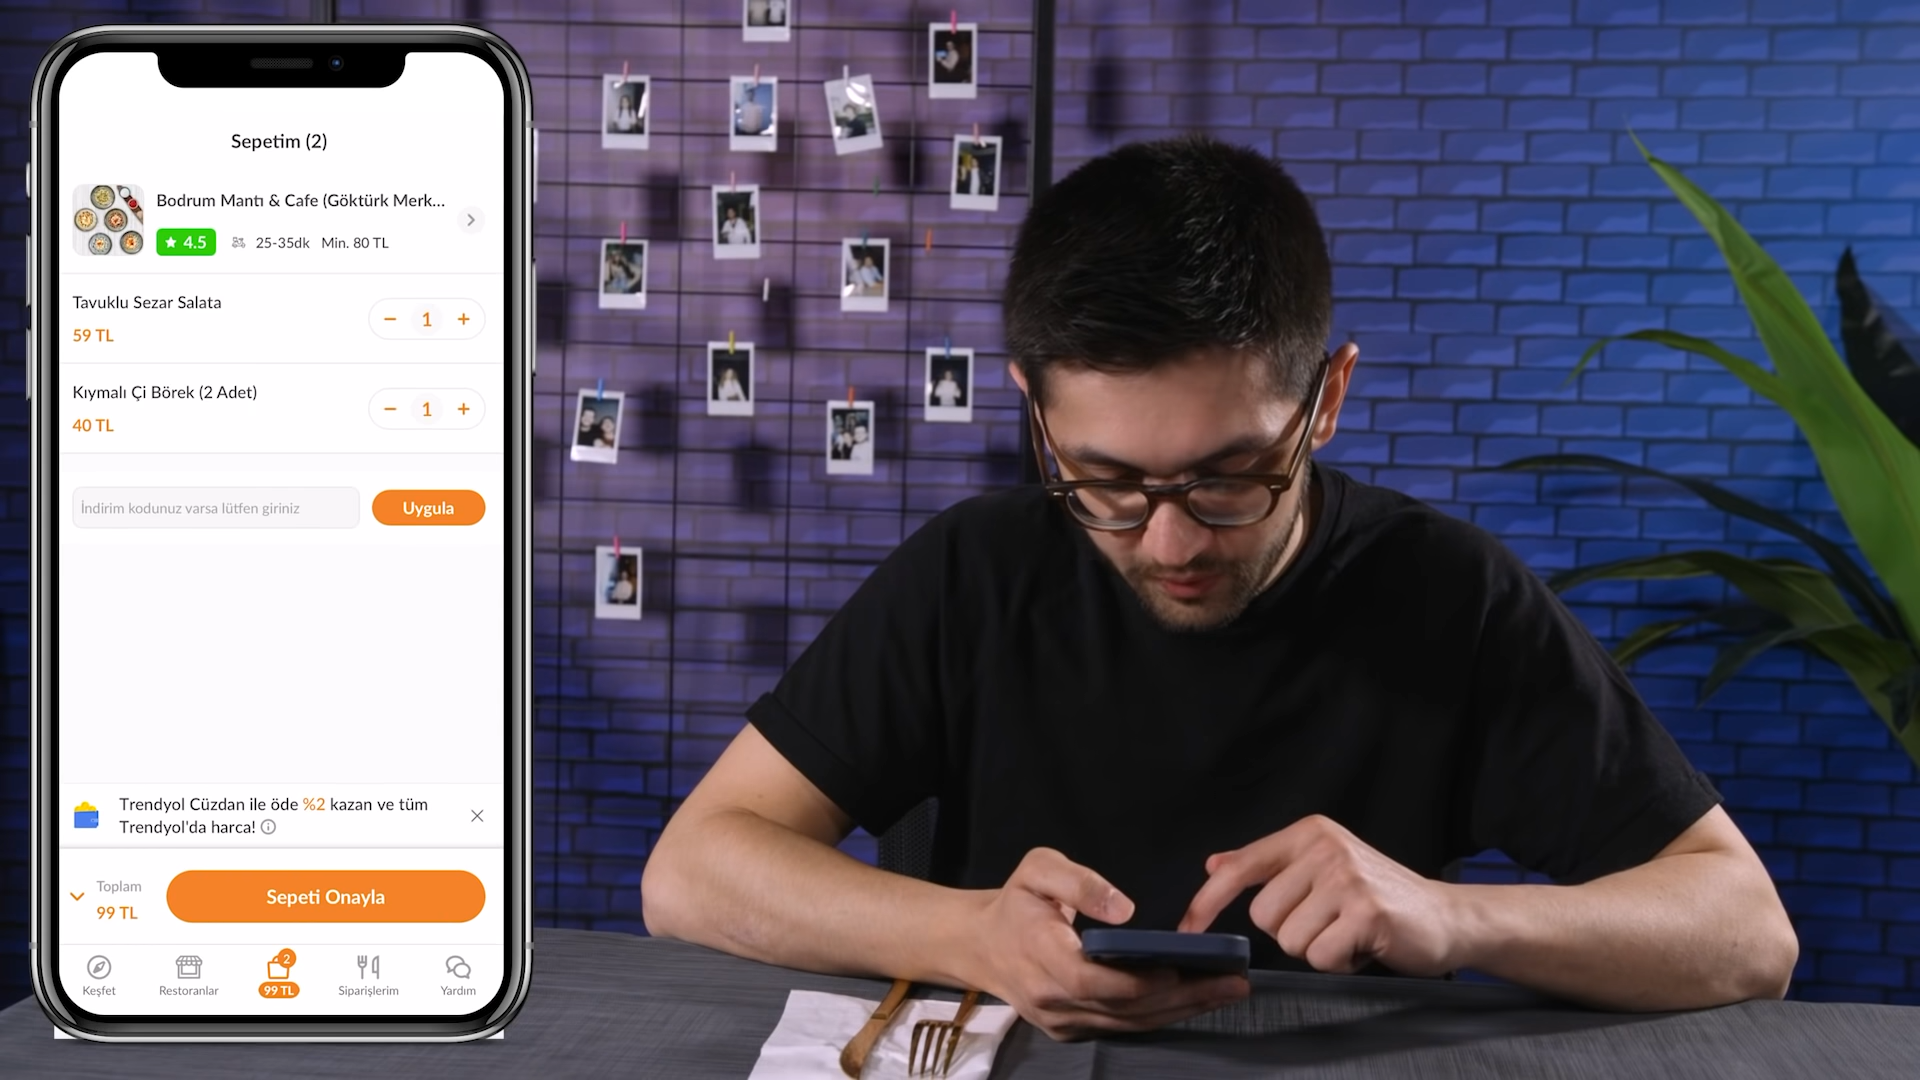 Sepetim (2)
Bodrum Mantı & Cafe (Göktürk Merk...
4.5 25-35dk Min. 80 TL
Tavuklu Sezar Salata
59 TL
1
Kıymalı Çi Börek (2 Adet)
40 TL
1
İndirim kodunuz varsa lütfen giriniz
Uygula
Trendyol Cüzdan ile öde %2 kazan ve tüm
Trendyol'da harca!
Toplam
99 TL
Sepeti Onayla
2
99 TL
Keşfet
Restoranlar
Siparişlerim
Yardım